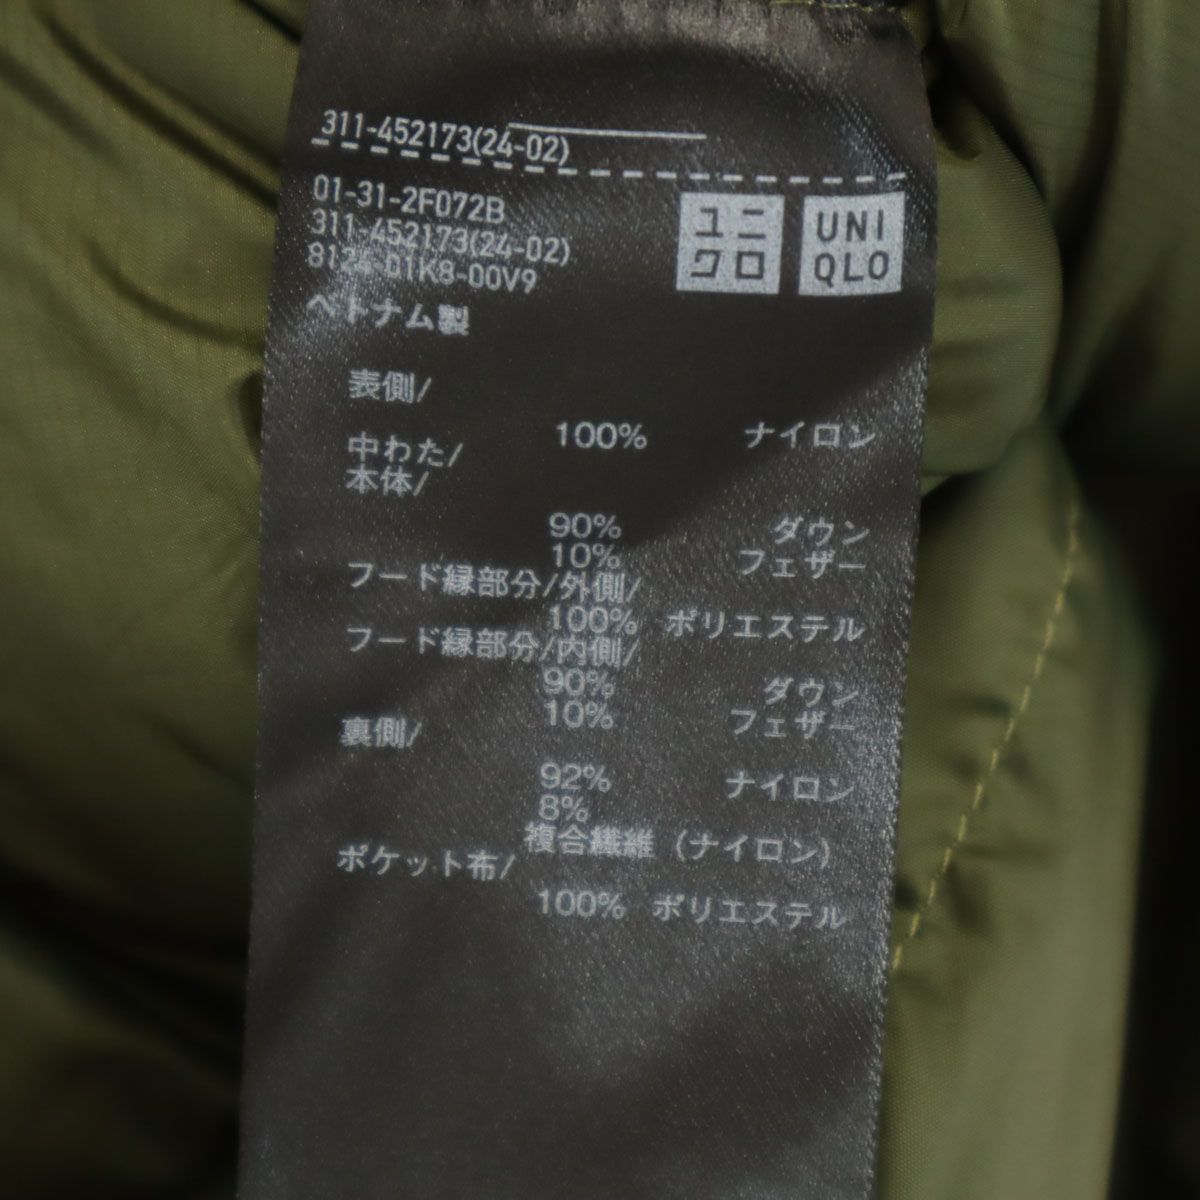 311-452173(24-02)
01-31-2F072B
311-452173(24-02)
8124-01K8-00V9
ユニクロ
UNIQLO
ベトナム製
表側/
100% ナイロン
中わた/
本体/
90% ダウン
10% フェザー
フード縁部分/外側/
100% ポリエステル
フード縁部分/内側/
90% ダウン
10% フェザー
裏側/
92% ナイロン
8%
複合繊維 (ナイロン)
ポケット布/
100% ポリエステル